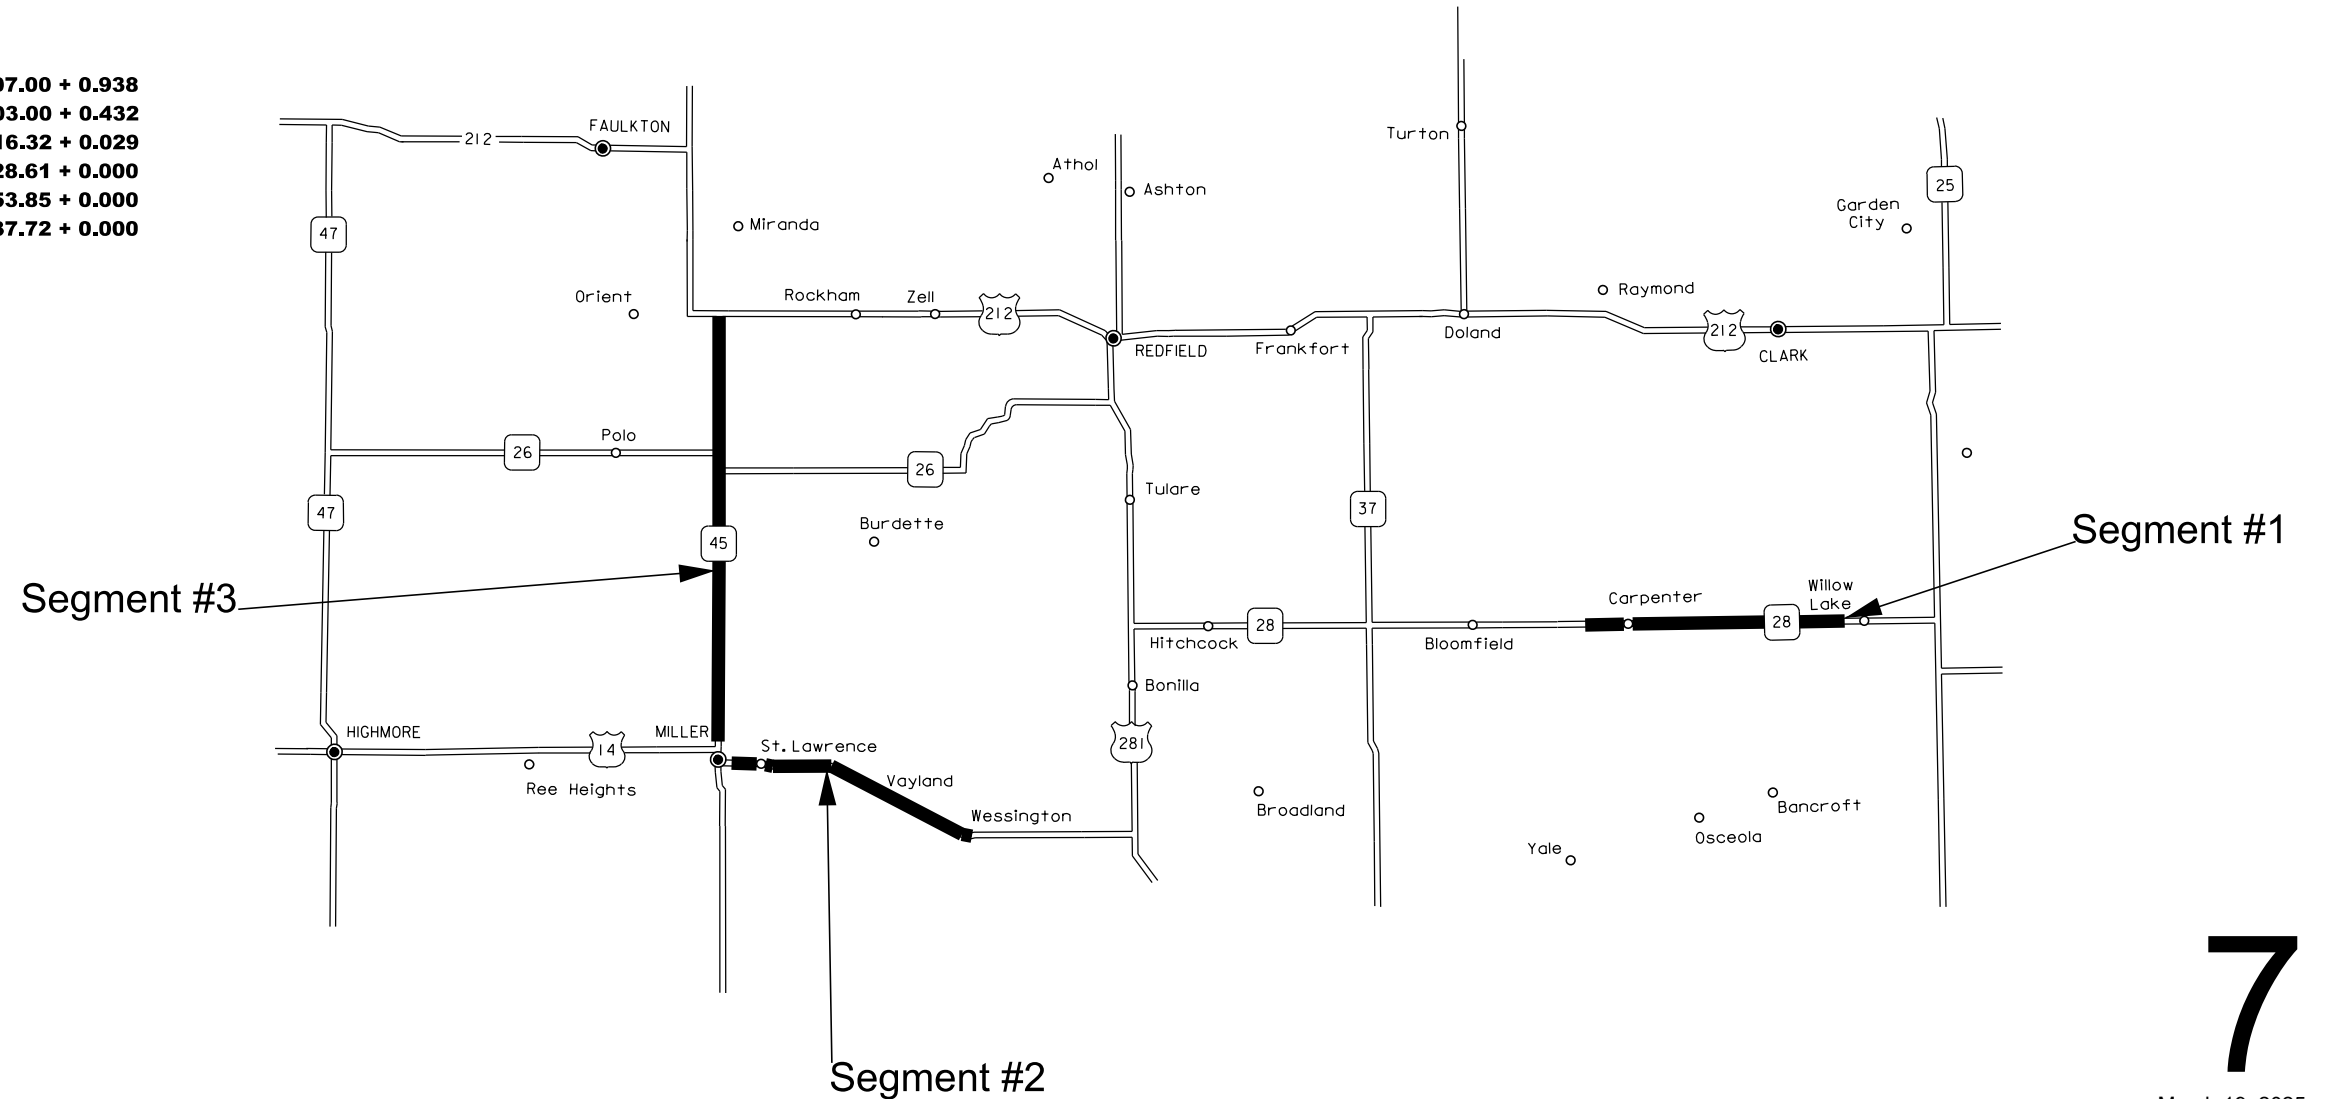 07.00 + 0.938
03.00 + 0.432
16.32 + 0.029
28.61 + 0.000
53.85 + 0.000
37.72 + 0.000
212
FAULKTON
Turton
Athol
Ashton
25
Garden
City
47
Miranda
Orient
Rockham
Zell
212
Raymond
REDFIELD
Frankfort
Doland
212
CLARK
26
Polo
26
Tulare
47
37
Burdette
45
Segment #1
Segment #3
Willow
Lake
Carpenter
28
28
Hitchcock
Bloomfield
Bonilla
HIGHMORE
MILLER
14
St. Lawrence
281
Ree Heights
Vayland
Wessington
Broadland
Bancroft
Osceola
Yale
7
Segment #2